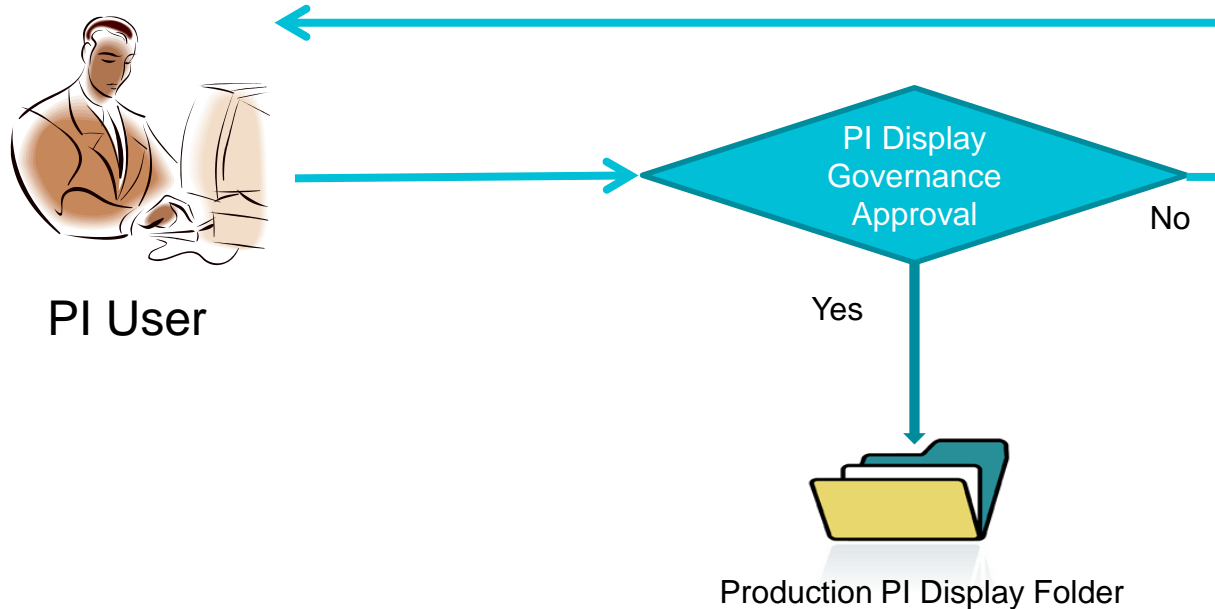 PI Display
Governance
Approval
No
PI User
Yes
Production PI Display Folder